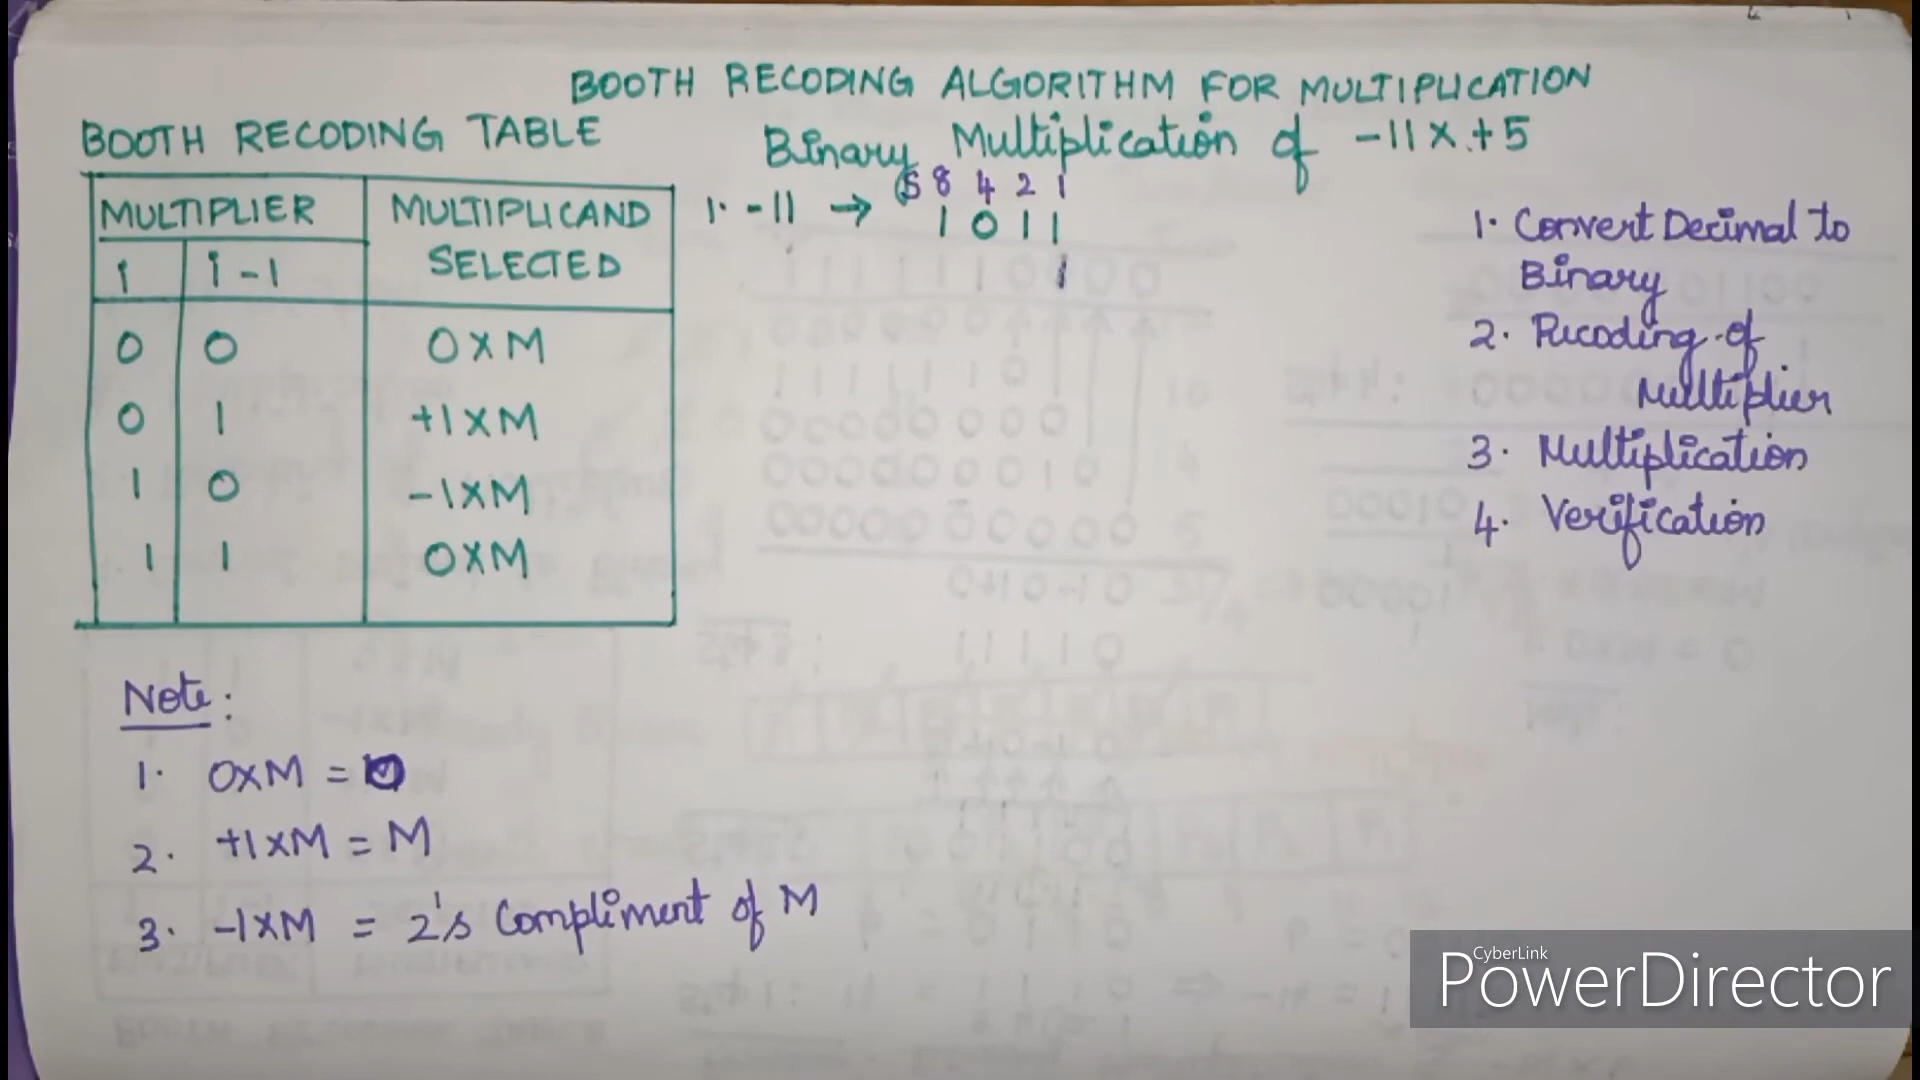 BOOTH RECODING ALGORITHM FOR MULTIPLICATION
BOOTH RECODING TABLE
Binary Multiplication of -11 x +5
MULTIPLIER MULTIPLICAND SELECTED
i i-1
0 0 0XM
0 1 +1XM
1 0 -1XM
1 1 0XM
8 4 2 1
1. -11 → 1 0 1 1
1
1. Convert Decimal to
Binary
2. Recoding of
Multiplier
3. Multiplication
4. Verification
Note:
1. 0XM = 0
2. +1XM = M
3. -1XM = 2's Compliment of M
CyberLink
PowerDirector